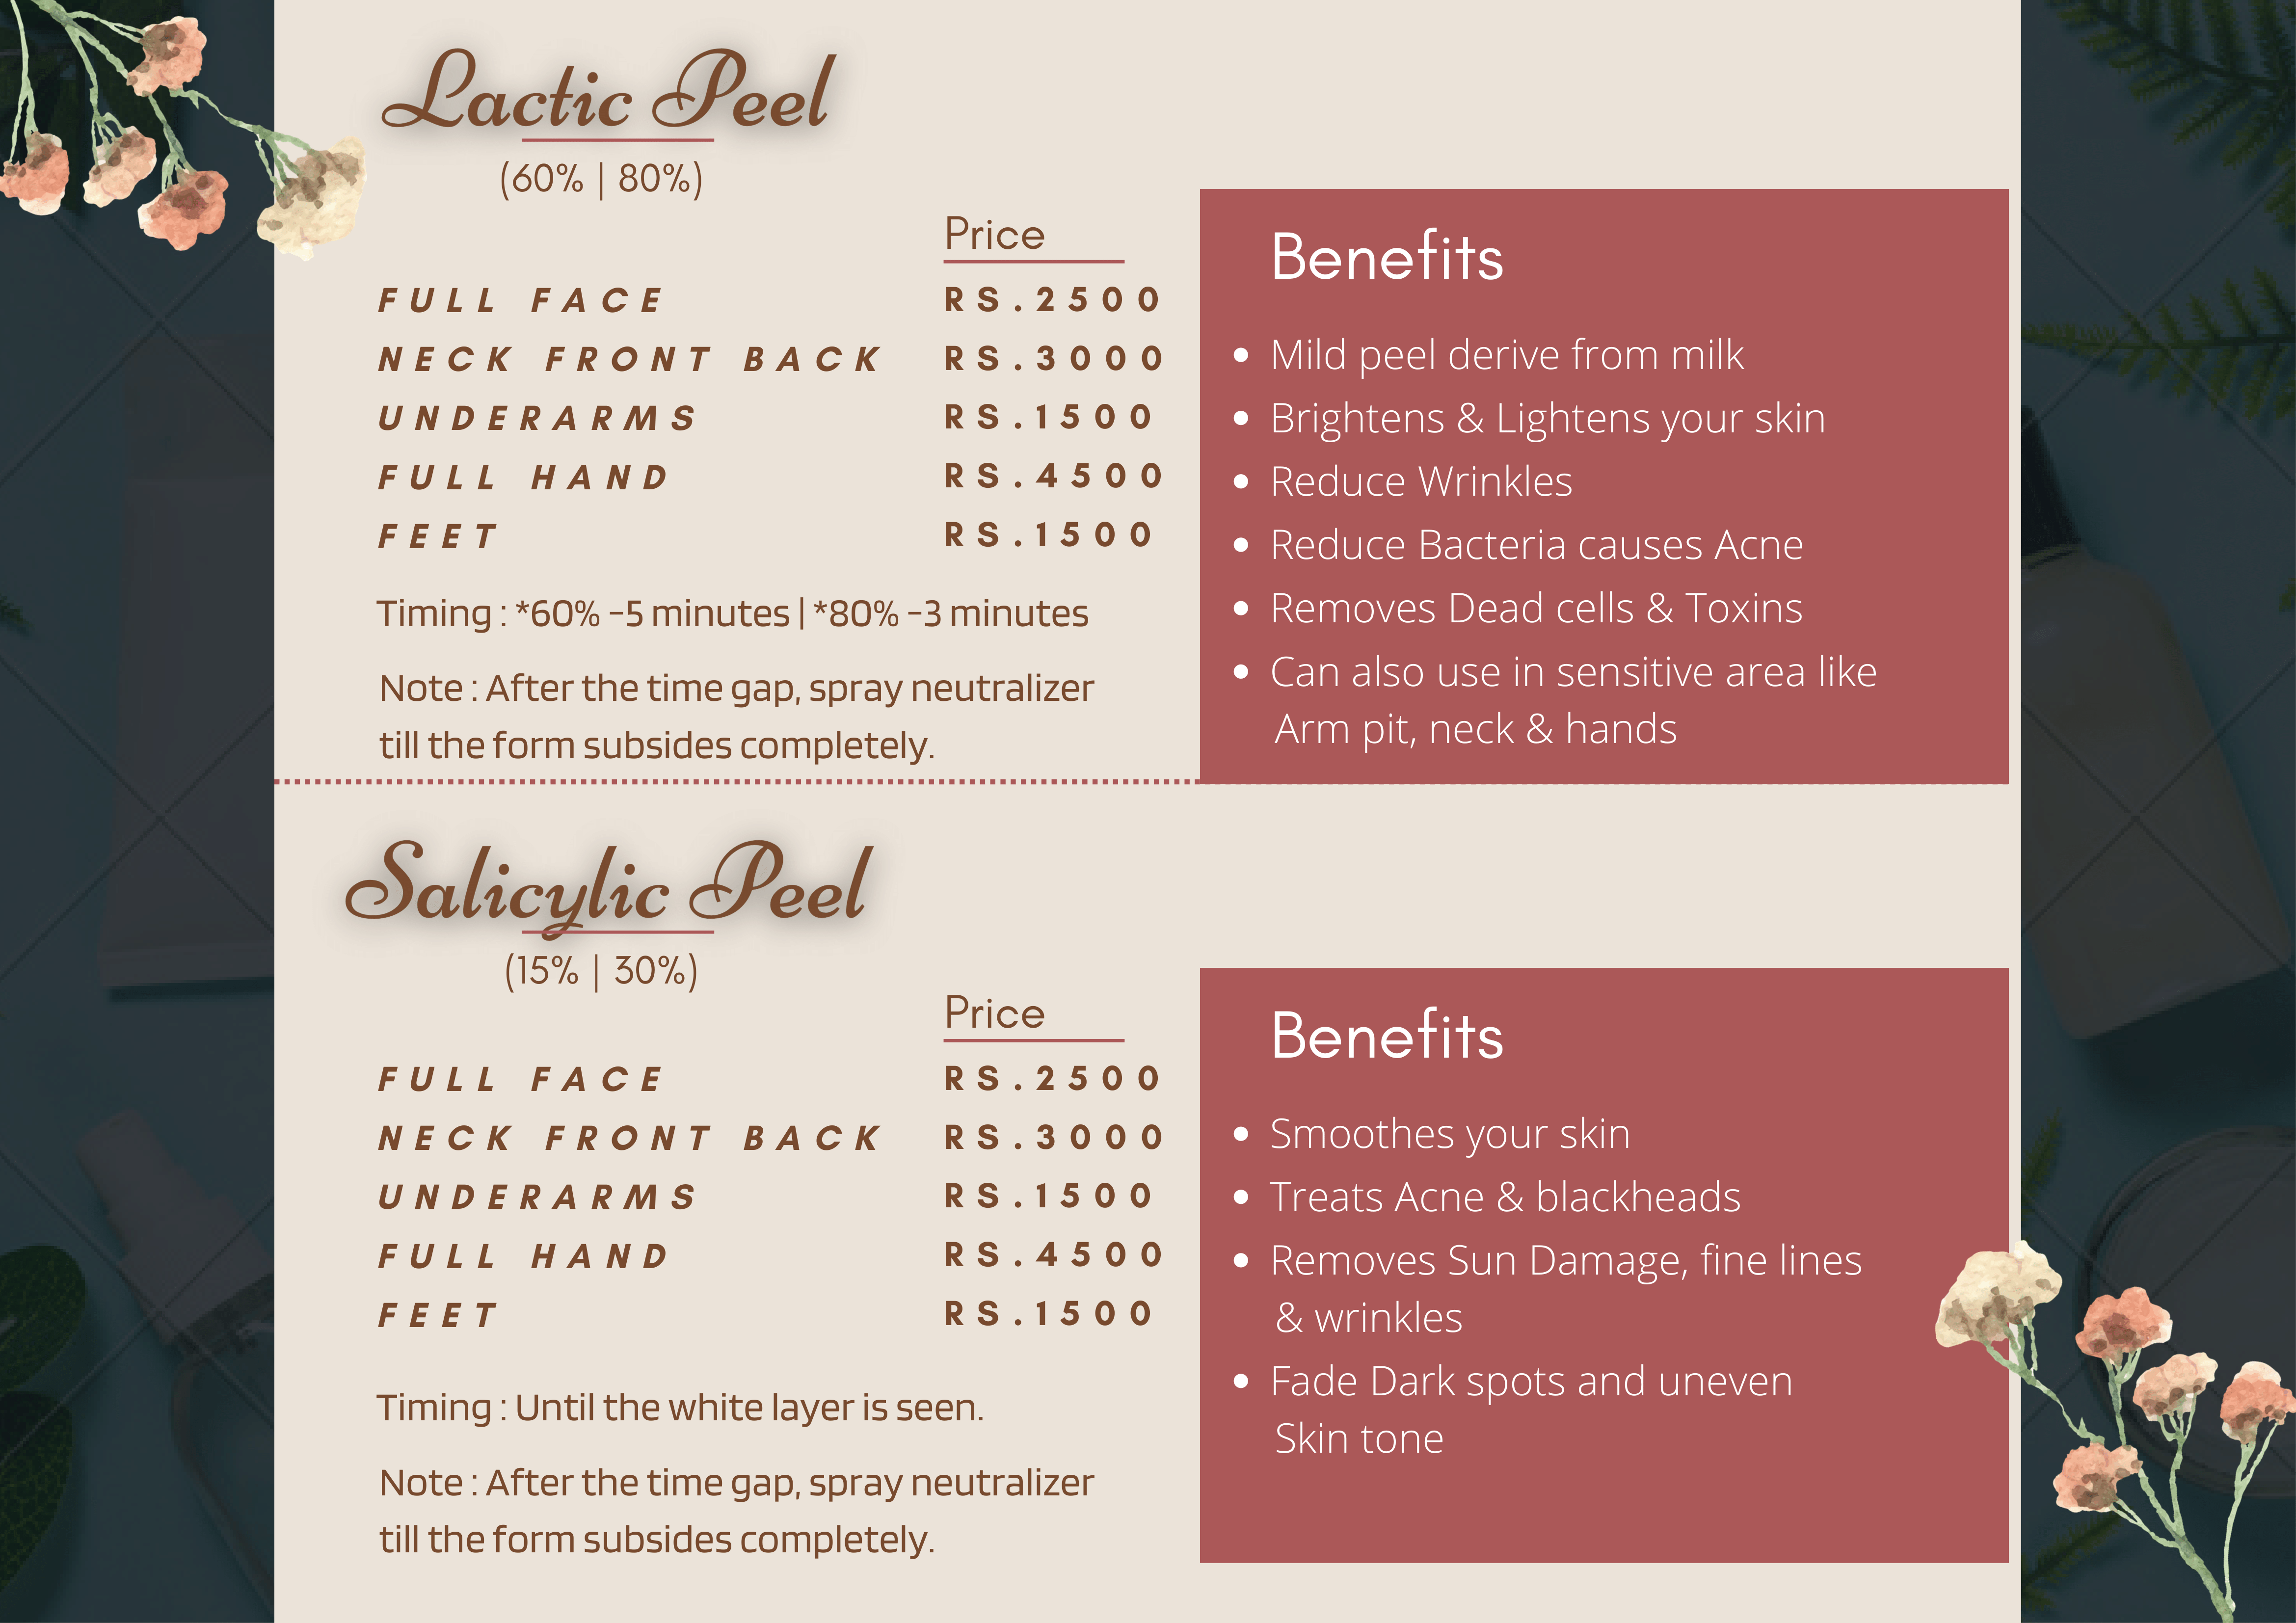 Lactic Peel
(60% | 80%)
Price
FULL FACE RS.2500
NECK FRONT BACK RS.3000
UNDERARMS RS.1500
FULL HAND RS.4500
FEET RS.1500
Timing : *60% -5 minutes | *80% -3 minutes
Note : After the time gap, spray neutralizer
till the form subsides completely.
Benefits
• Mild peel derive from milk
• Brightens & Lightens your skin
• Reduce Wrinkles
• Reduce Bacteria causes Acne
• Removes Dead cells & Toxins
• Can also use in sensitive area like
Arm pit, neck & hands
Salicylic Peel
(15% | 30%)
Price
FULL FACE RS.2500
NECK FRONT BACK RS.3000
UNDERARMS RS.1500
FULL HAND RS.4500
FEET RS.1500
Timing : Until the white layer is seen.
Note : After the time gap, spray neutralizer
till the form subsides completely.
Benefits
• Smoothes your skin
• Treats Acne & blackheads
• Removes Sun Damage, fine lines
& wrinkles
• Fade Dark spots and uneven
Skin tone